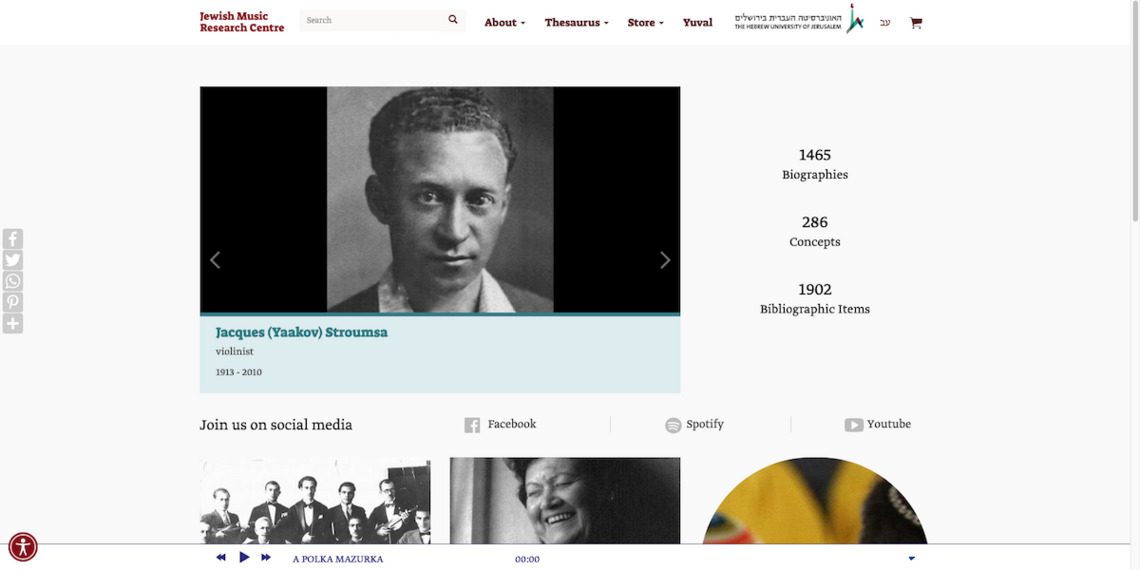 Jewish Music
Research Centre
Search
About
Thesaurus
Store
Yuval
האוניברסיטה העברית בירושלים
THE HEBREW UNIVERSITY OF JERUSALEM
עב
1465
Biographies
286
Concepts
1902
Bibliographic Items
Jacques (Yaakov) Stroumsa
violinist
1913 - 2010
Join us on social media
Facebook
Spotify
Youtube
A POLKA MAZURKA
00:00